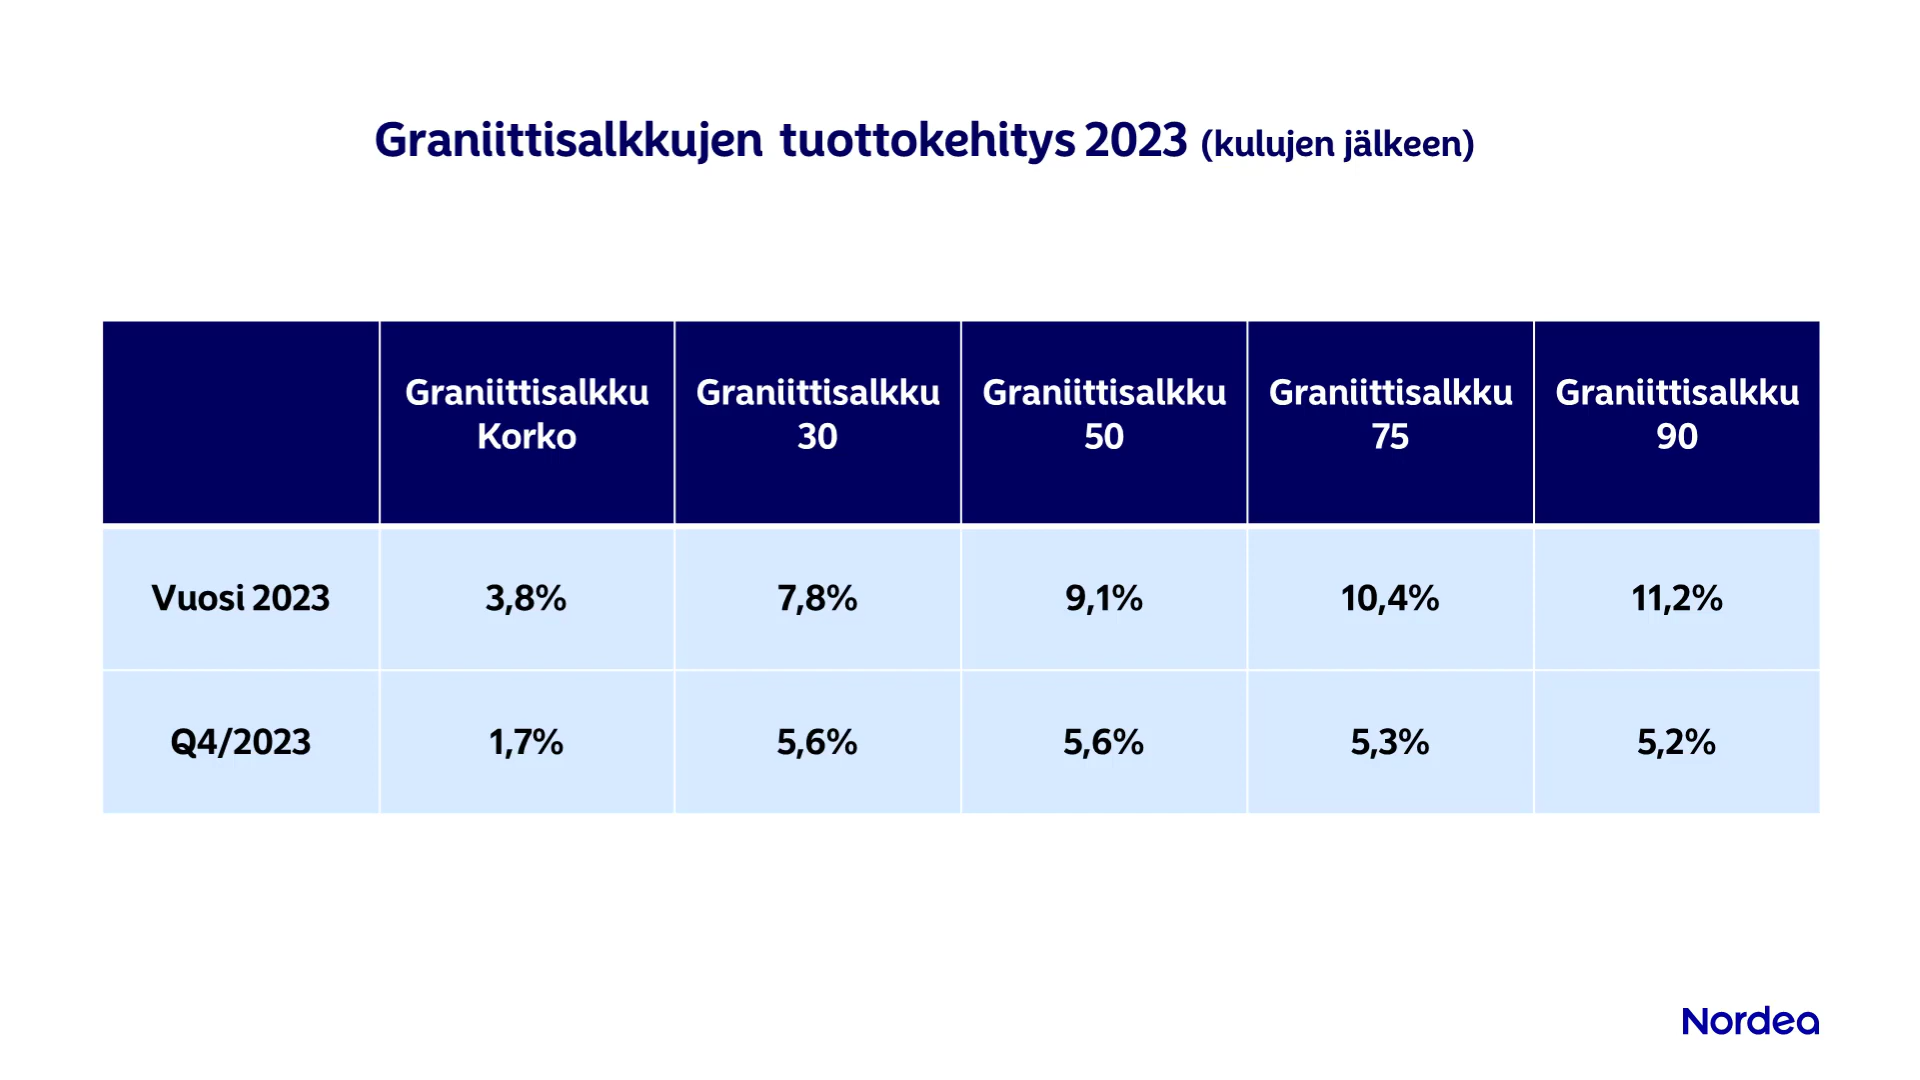 Graniittisalkkujen tuottokehitys 2023 (kulujen jälkeen)
Graniittisalkku Korko
Graniittisalkku 30
Graniittisalkku 50
Graniittisalkku 75
Graniittisalkku 90
Vuosi 2023 3,8% 7,8% 9,1% 10,4% 11,2%
Q4/2023 1,7% 5,6% 5,6% 5,3% 5,2%
Nordea